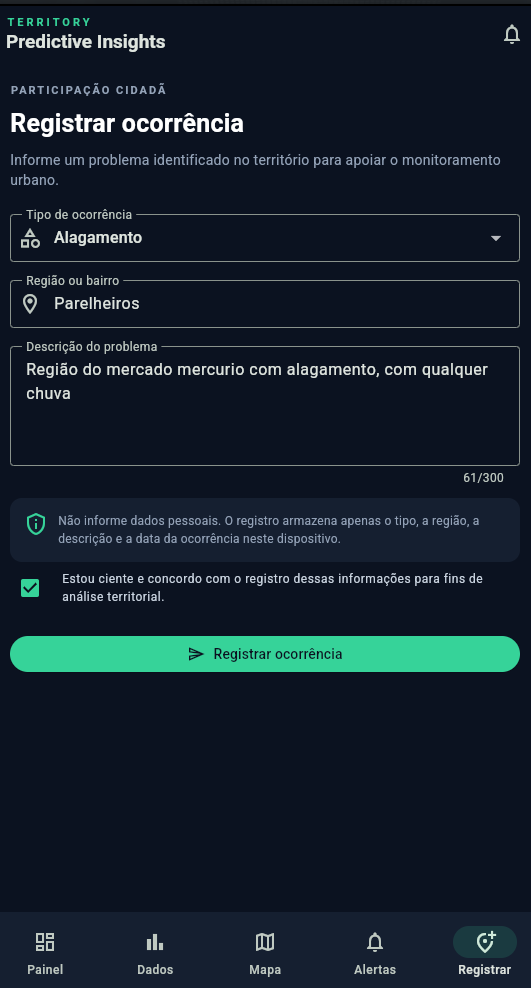 TERRITORY
Predictive Insights
PARTICIPAÇÃO CIDADÃ
Registrar ocorrência
Informe um problema identificado no território para apoiar o monitoramento
urbano.
Tipo de ocorrência
Alagamento
Região ou bairro
Parelheiros
Descrição do problema
Região do mercado mercurio com alagamento, com qualquer
chuva
61/300
Não informe dados pessoais. O registro armazena apenas o tipo, a região, a
descrição e a data da ocorrência neste dispositivo.
Estou ciente e concordo com o registro dessas informações para fins de
análise territorial.
Registrar ocorrência
Painel
Dados
Mapa
Alertas
Registrar